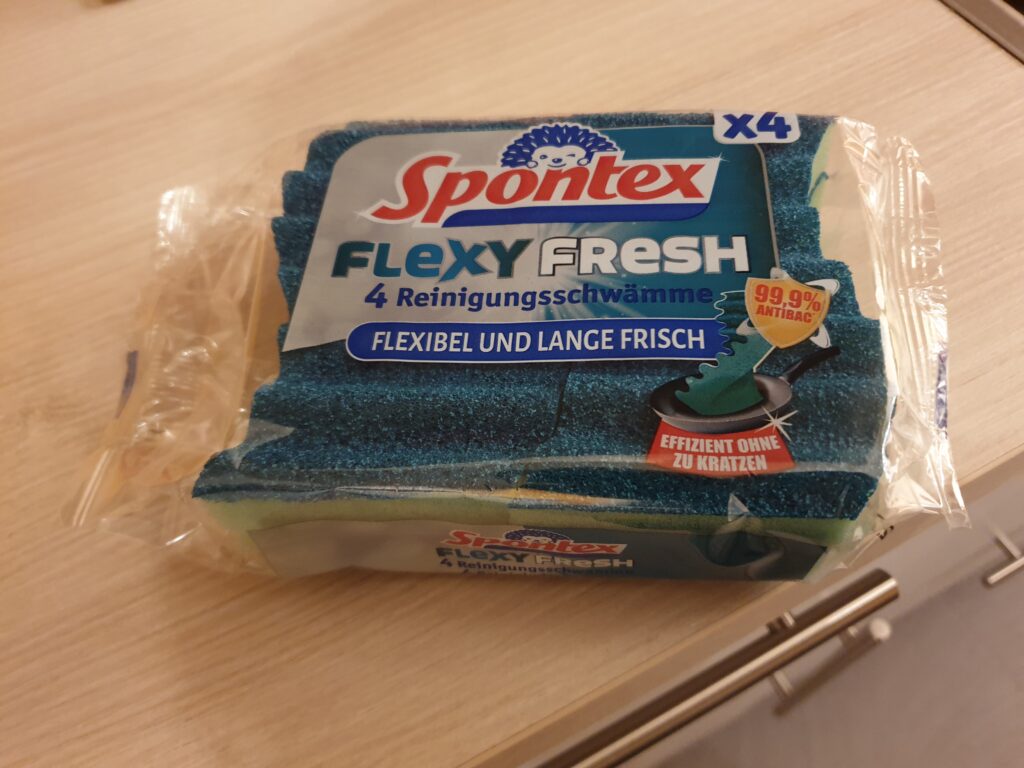 x4
Spontex
FLEXY FRESH
4 Reinigungsschwämme
FLEXIBEL UND LANGE FRISCH
99,9%
ANTIBAC*
EFFIZIENT OHNE
ZU KRATZEN
Spontex
FLEXY FRESH
4 Reinigungsschwämme